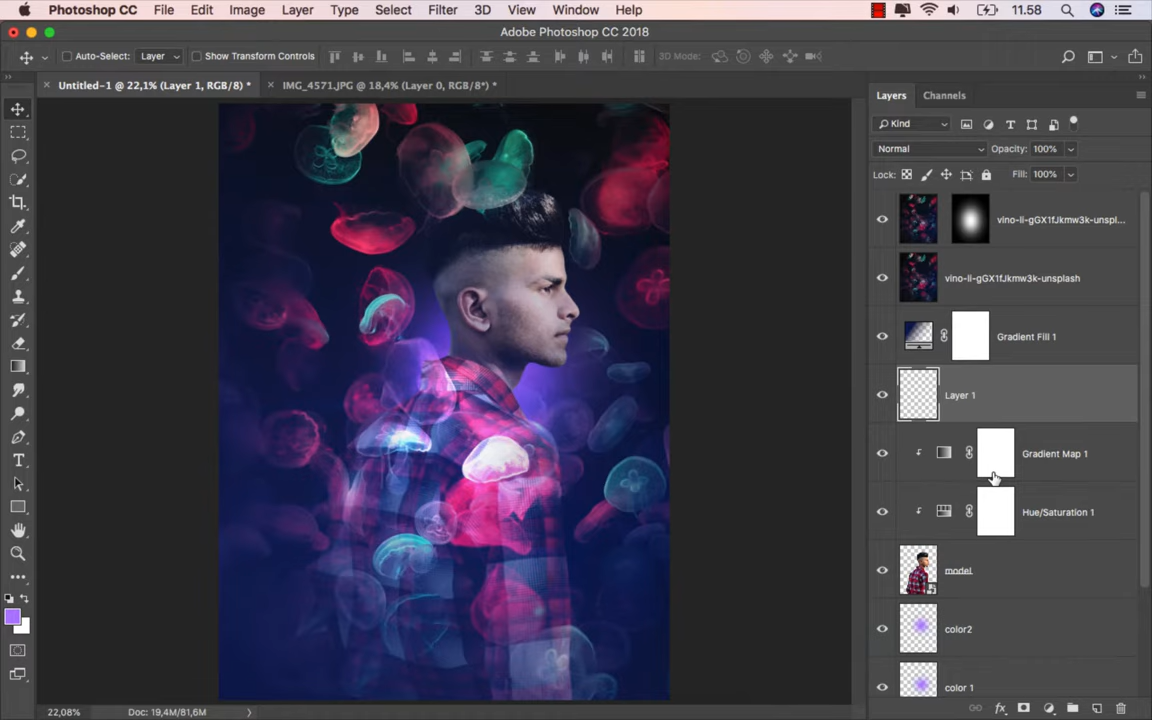 Photoshop CC File Edit Image Layer Type Select Filter 3D View Window Help 11.58
Adobe Photoshop CC 2018
Auto-Select: Layer Show Transform Controls 3D Mode:
Untitled-1 @ 22,1% (Layer 1, RGB/8) * IMG_4571.JPG @ 18,4% (Layer 0, RGB/8*) *
Layers Channels
Kind
Normal Opacity: 100%
Lock: Fill: 100%
vino-li-gGX1fJkmw3k-unspl...
vino-li-gGX1fJkmw3k-unsplash
Gradient Fill 1
Layer 1
Gradient Map 1
Hue/Saturation 1
model
color2
color 1
22,08% Doc: 19,4M/81,6M